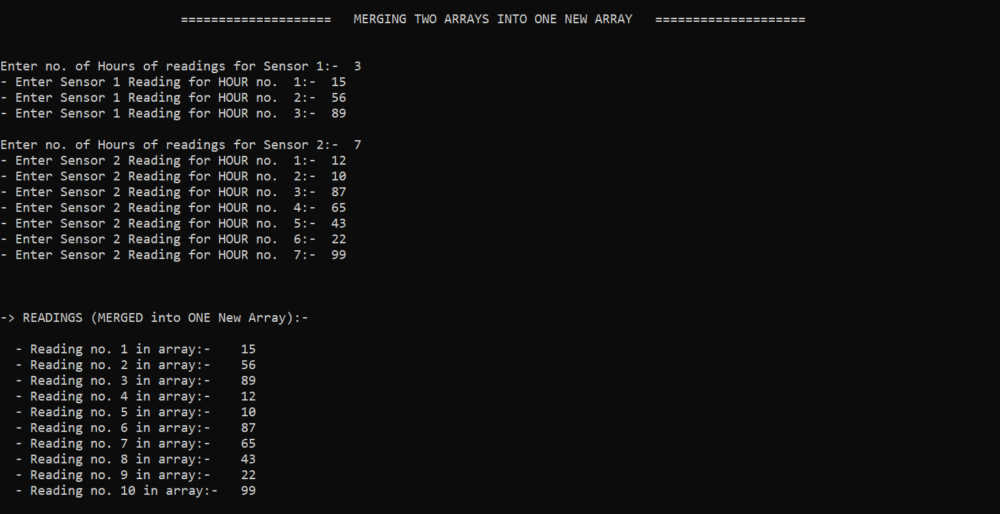 ==================== MERGING TWO ARRAYS INTO ONE NEW ARRAY ====================
Enter no. of Hours of readings for Sensor 1:- 3
- Enter Sensor 1 Reading for HOUR no. 1:- 15
- Enter Sensor 1 Reading for HOUR no. 2:- 56
- Enter Sensor 1 Reading for HOUR no. 3:- 89
Enter no. of Hours of readings for Sensor 2:- 7
- Enter Sensor 2 Reading for HOUR no. 1:- 12
- Enter Sensor 2 Reading for HOUR no. 2:- 10
- Enter Sensor 2 Reading for HOUR no. 3:- 87
- Enter Sensor 2 Reading for HOUR no. 4:- 65
- Enter Sensor 2 Reading for HOUR no. 5:- 43
- Enter Sensor 2 Reading for HOUR no. 6:- 22
- Enter Sensor 2 Reading for HOUR no. 7:- 99
-> READINGS (MERGED into ONE New Array):-
- Reading no. 1 in array:- 15
- Reading no. 2 in array:- 56
- Reading no. 3 in array:- 89
- Reading no. 4 in array:- 12
- Reading no. 5 in array:- 10
- Reading no. 6 in array:- 87
- Reading no. 7 in array:- 65
- Reading no. 8 in array:- 43
- Reading no. 9 in array:- 22
- Reading no. 10 in array:- 99